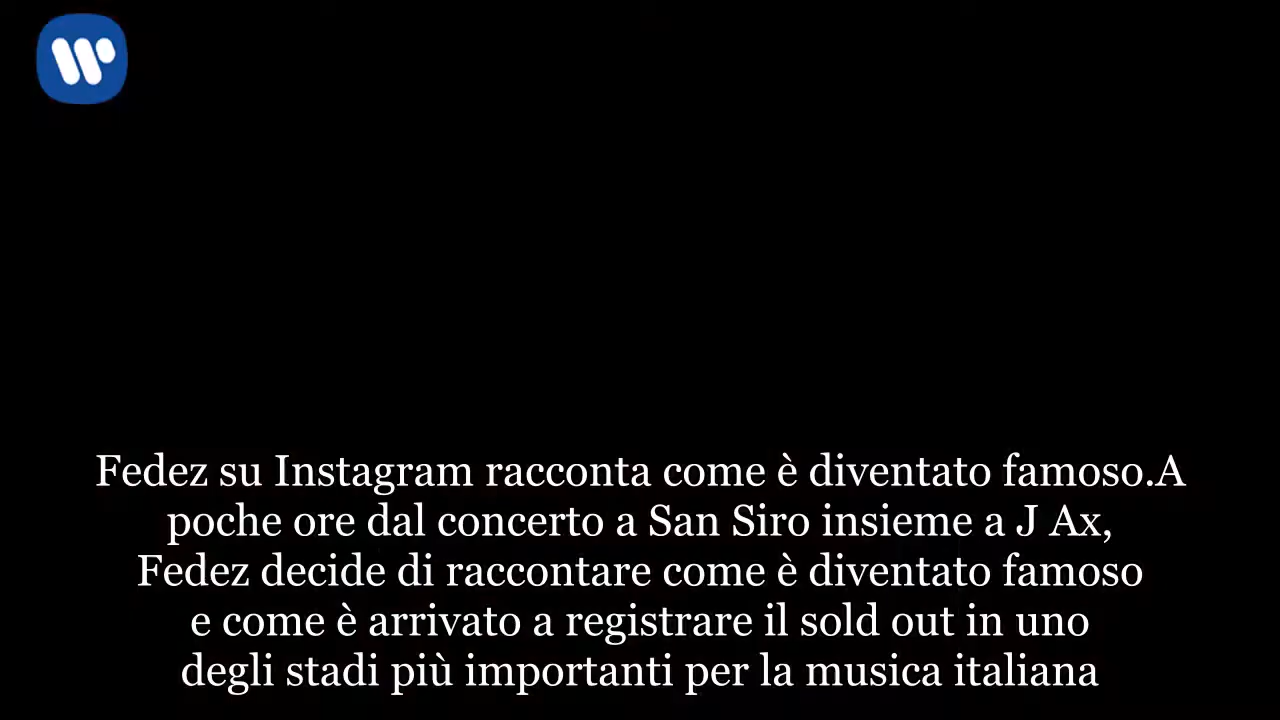 Fedez su Instagram racconta come è diventato famoso.A
poche ore dal concerto a San Siro insieme a J Ax,
Fedez decide di raccontare come è diventato famoso
e come è arrivato a registrare il sold out in uno
degli stadi più importanti per la musica italiana